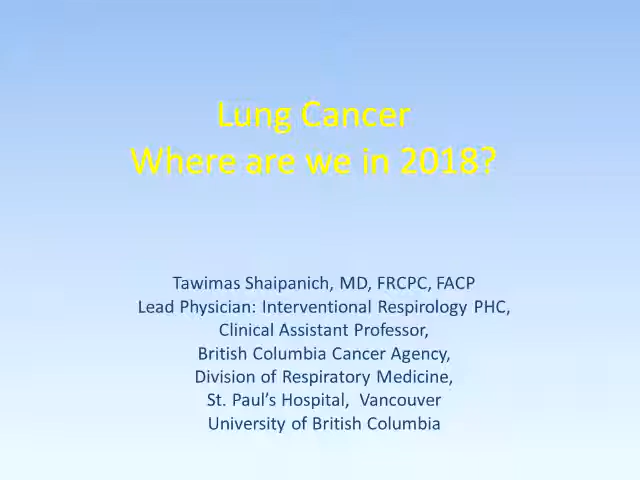 Lung Cancer
Where are we in 2018?
Tawimas Shaipanich, MD, FRCPC, FACP
Lead Physician: Interventional Respirology PHC,
Clinical Assistant Professor,
British Columbia Cancer Agency,
Division of Respiratory Medicine,
St. Paul’s Hospital, Vancouver
University of British Columbia